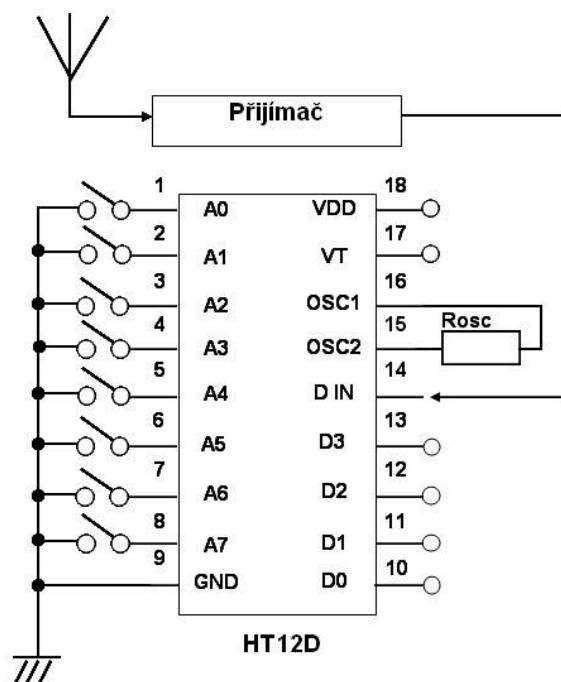 Přijímač
1 18
A0 VDD
2 17
A1 VT
3 16
A2 OSC1
4 15 Rosc
A3 OSC2
5 14
A4 D IN
6 13
A5 D3
7 12
A6 D2
8 11
A7 D1
9 10
GND D0
HT12D